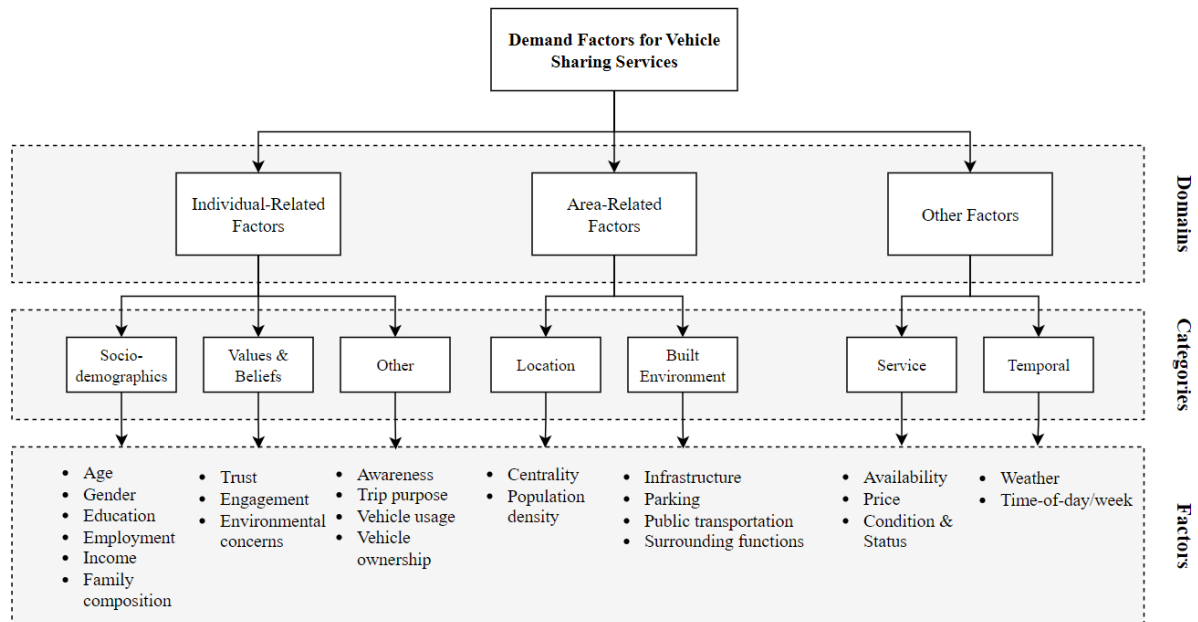 Demand Factors for Vehicle
Sharing Services
Domains
Individual-Related
Factors
Area-Related
Factors
Other Factors
Categories
Socio-
demographics
Values &
Beliefs
Other
Location
Built
Environment
Service
Temporal
Factors
• Age
• Gender
• Education
• Employment
• Income
• Family
composition
• Trust
• Engagement
• Environmental
concerns
• Awareness
• Trip purpose
• Vehicle usage
• Vehicle
ownership
• Centrality
• Population
density
• Infrastructure
• Parking
• Public transportation
• Surrounding functions
• Availability
• Price
• Condition &
Status
• Weather
• Time-of-day/week